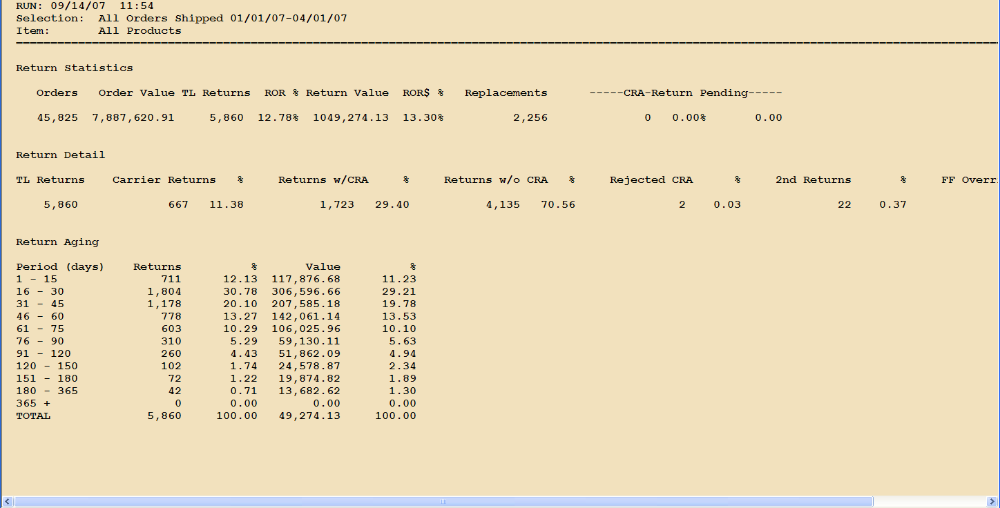 RUN: 09/14/07 11:54
Selection: All Orders Shipped 01/01/07-04/01/07
Item: All Products
Return Statistics
Orders Order Value TL Returns ROR % Return Value ROR$ % Replacements -----CRA-Return Pending-----
45,825 7,887,620.91 5,860 12.78% 1049,274.13 13.30% 2,256 0 0.00% 0.00
Return Detail
TL Returns Carrier Returns % Returns w/CRA % Returns w/o CRA % Rejected CRA % 2nd Returns % FF Overr
5,860 667 11.38 1,723 29.40 4,135 70.56 2 0.03 22 0.37
Return Aging
Period (days) Returns % Value %
1 - 15 711 12.13 117,876.68 11.23
16 - 30 1,804 30.78 306,596.66 29.21
31 - 45 1,178 20.10 207,585.18 19.78
46 - 60 778 13.27 142,061.14 13.53
61 - 75 603 10.29 106,025.96 10.10
76 - 90 310 5.29 59,130.11 5.63
91 - 120 260 4.43 51,862.09 4.94
120 - 150 102 1.74 24,578.87 2.34
151 - 180 72 1.22 19,874.82 1.89
180 - 365 42 0.71 13,682.62 1.30
365 + 0 0.00 0.00 0.00
TOTAL 5,860 100.00 49,274.13 100.00